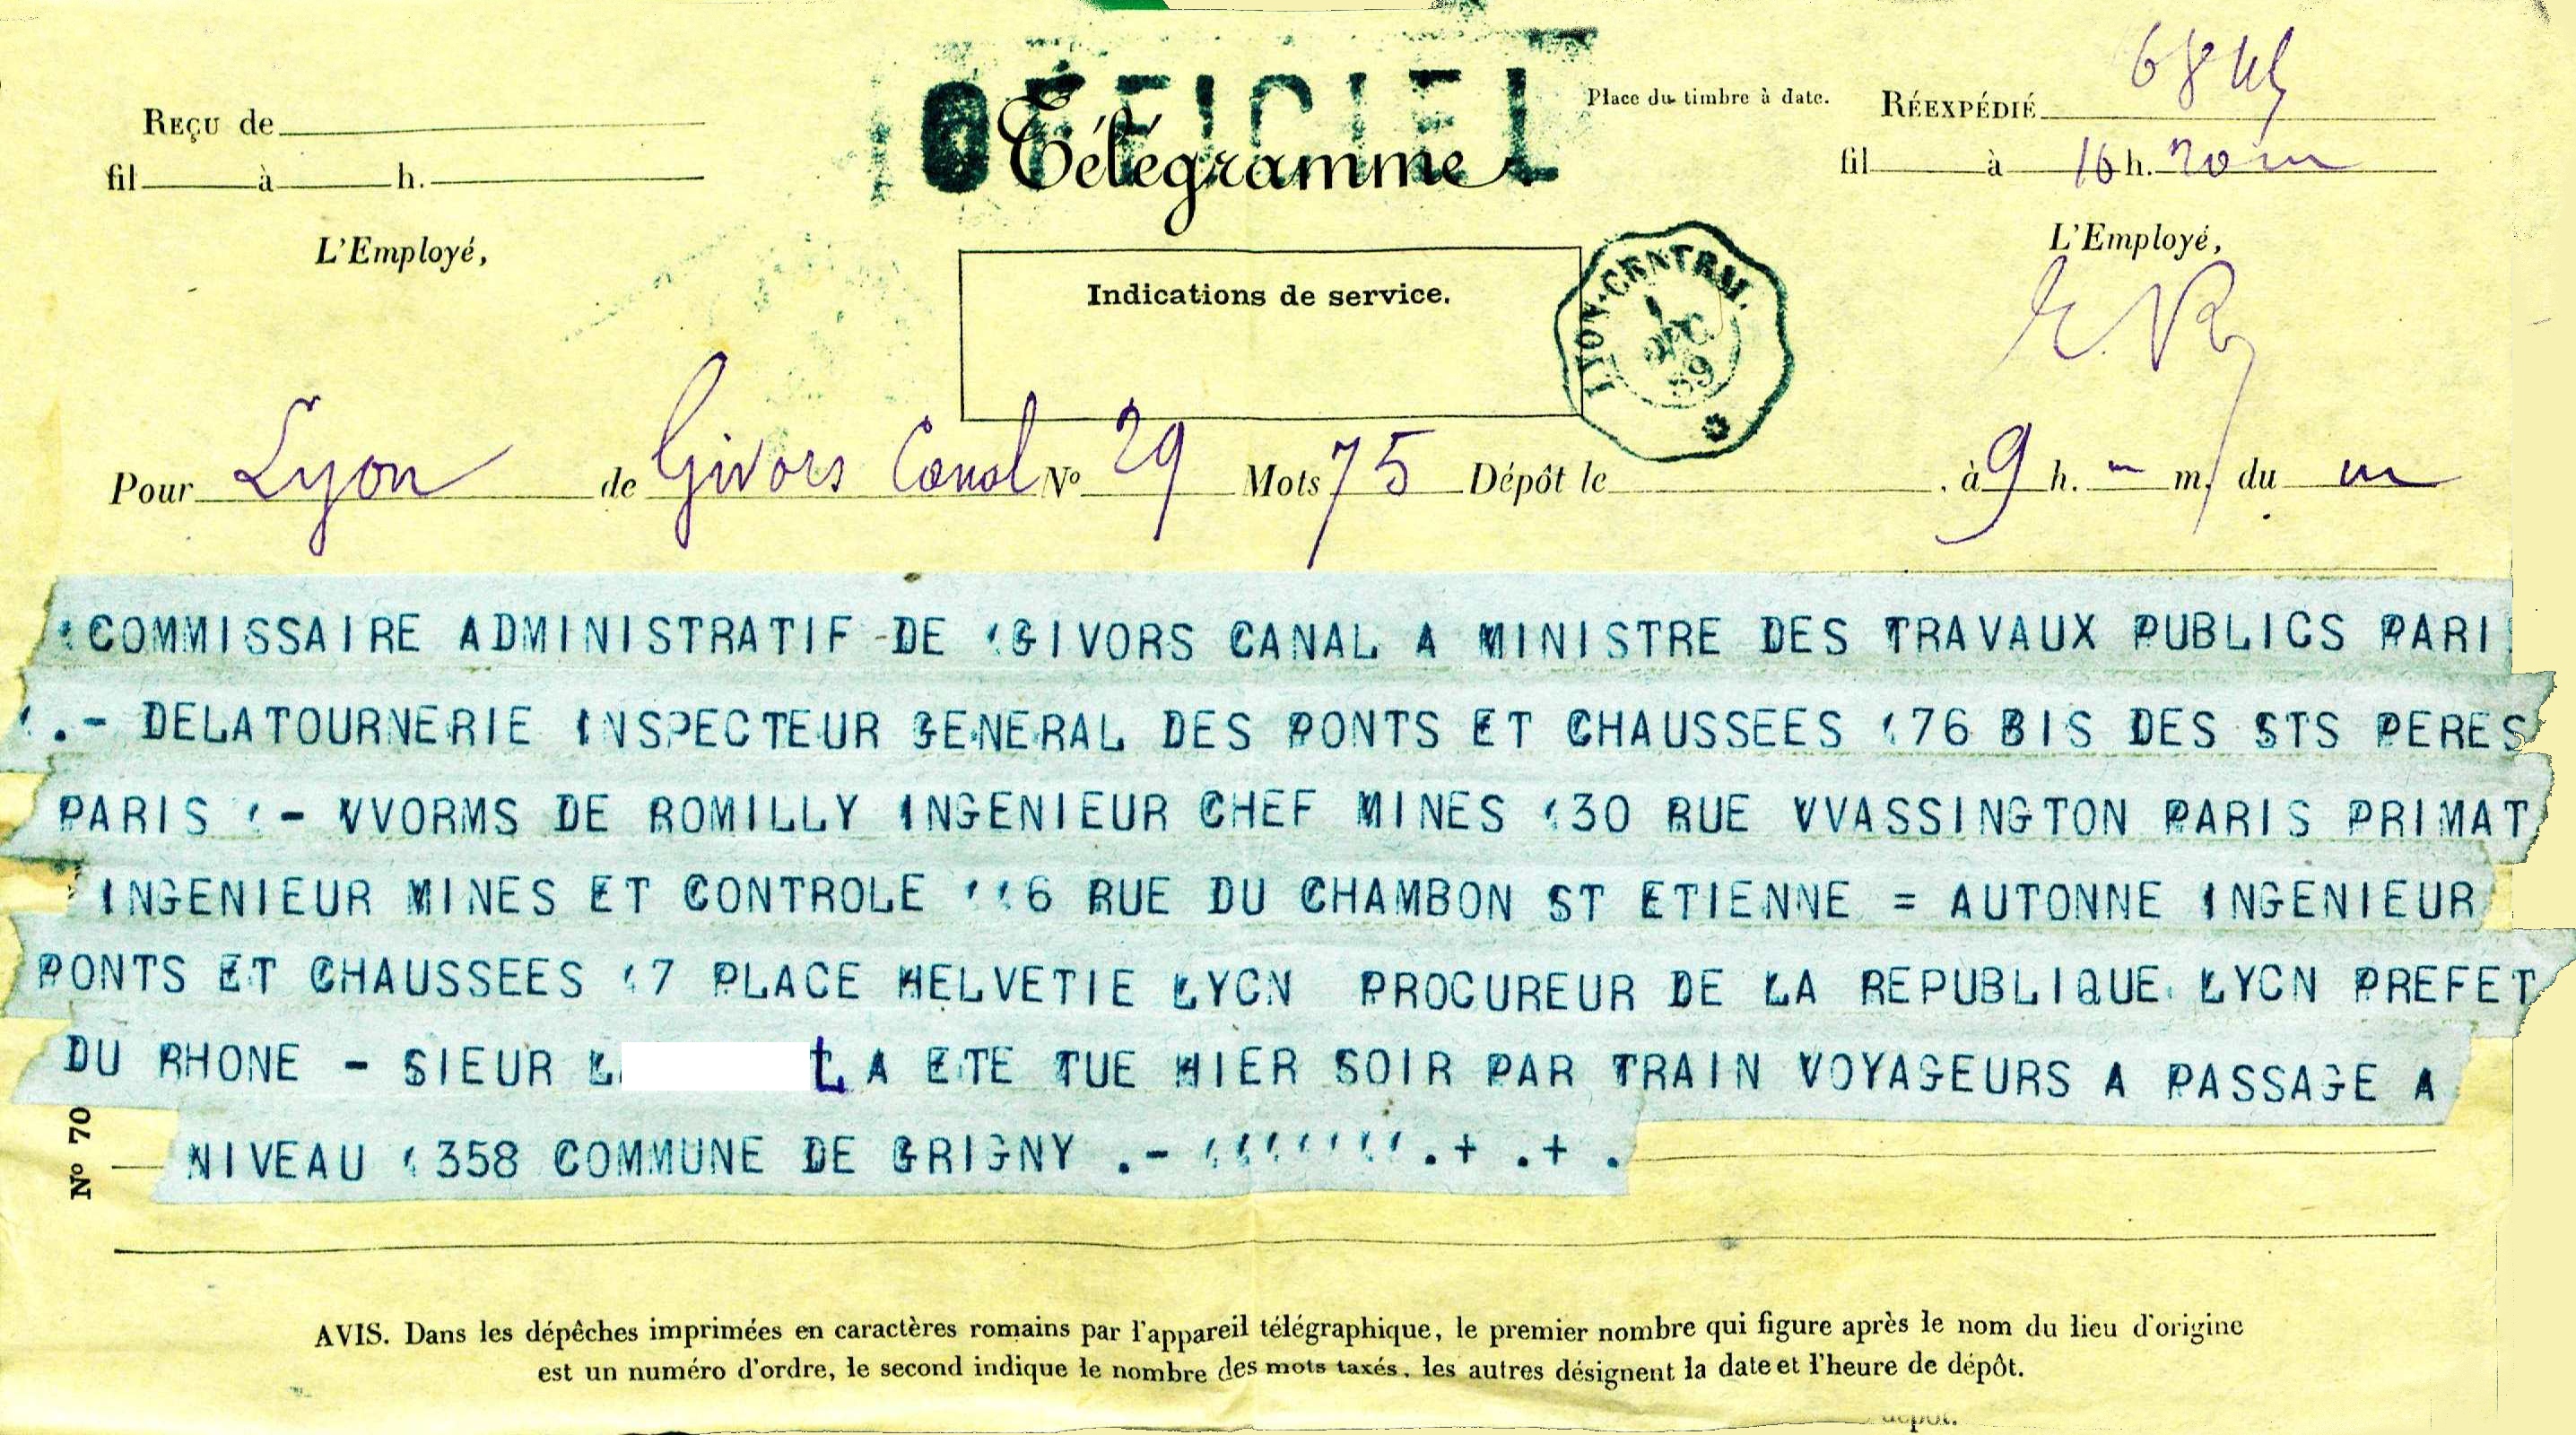 OFFICIEL
Télégramme
Place du timbre à date.
REÇU de
fil à h.
L'Employé,
RÉEXPÉDIÉ
fil à 16 h. 20 m
L'Employé,
Indications de service.
LYON-CENTRAL
1
DEC
89
Pour Lyon de Givors Canal N° 29 Mots 75 Dépôt le . à 9 h. - m. du m
COMMISSAIRE ADMINISTRATIF -DE GIVORS CANAL A MINISTRE DES TRAVAUX PUBLICS PARI
.- DELATOURNERIE INSPECTEUR GENERAL DES PONTS ET CHAUSSEES 76 BIS DES STS PERES
PARIS - VVORMS DE ROMILLY INGENIEUR CHEF MINES 30 RUE VVASSINGTON PARIS PRIMAT
INGENIEUR MINES ET CONTROLE 6 RUE DU CHAMBON ST ETIENNE = AUTONNE INGENIEUR
PONTS ET CHAUSSEES 7 PLACE HELVETIE LYCN PROCUREUR DE LA REPUBLIQUE LYCN PREFET
DU RHONE - SIEUR L L A ETE TUE HIER SOIR PAR TRAIN VOYAGEURS A PASSAGE A
NIVEAU 358 COMMUNE DE GRIGNY .- .+ .+ .
N° 70
AVIS. Dans les dépêches imprimées en caractères romains par l'appareil télégraphique, le premier nombre qui figure après le nom du lieu d'origine
est un numéro d'ordre, le second indique le nombre des mots taxés, les autres désignent la date et l'heure de dépôt.
dépôt.